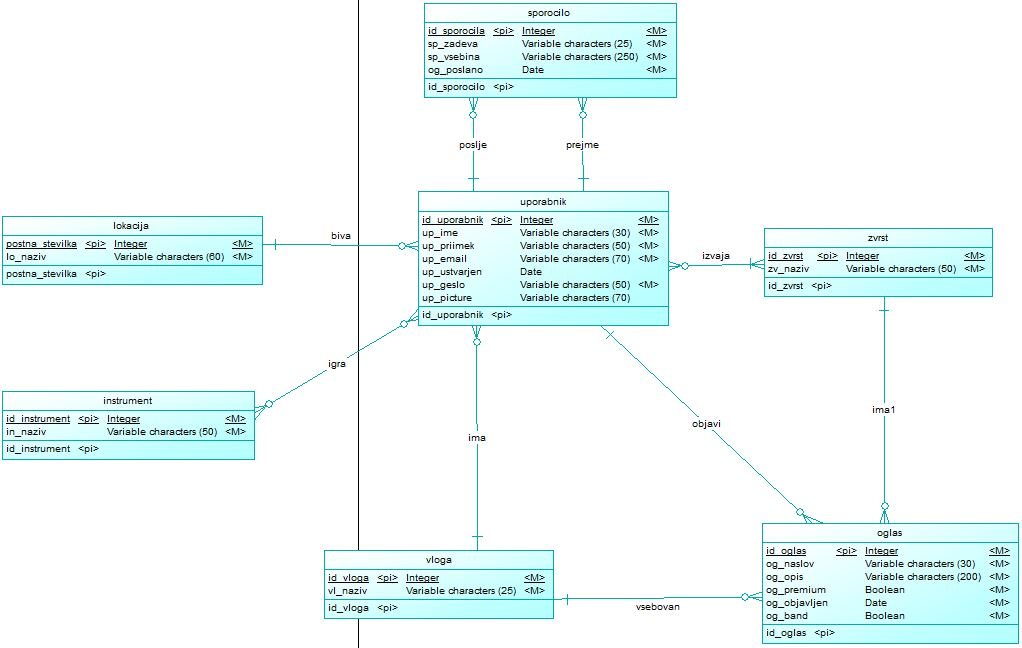 sporocilo
id_sporocila <pi> Integer <M>
sp_zadeva Variable characters (25) <M>
sp_vsebina Variable characters (250) <M>
og_poslano Date <M>
id_sporocilo <pi>
poslje
prejme
uporabnik
id_uporabnik <pi> Integer <M>
up_ime Variable characters (30) <M>
up_priimek Variable characters (50) <M>
up_email Variable characters (70) <M>
up_ustvarjen Date
up_geslo Variable characters (50) <M>
up_picture Variable characters (70)
id_uporabnik <pi>
lokacija
postna_stevilka <pi> Integer <M>
lo_naziv Variable characters (60) <M>
postna_stevilka <pi>
biva
izvaja
zvrst
id_zvrst <pi> Integer <M>
zv_naziv Variable characters (50) <M>
id_zvrst <pi>
igra
instrument
id_instrument <pi> Integer <M>
in_naziv Variable characters (50) <M>
id_instrument <pi>
ima
objavi
ima1
vloga
id_vloga <pi> Integer <M>
vl_naziv Variable characters (25) <M>
id_vloga <pi>
vsebovan
oglas
id_oglas <pi> Integer <M>
og_naslov Variable characters (30) <M>
og_opis Variable characters (200) <M>
og_premium Boolean <M>
og_objavljen Date <M>
og_band Boolean <M>
id_oglas <pi>